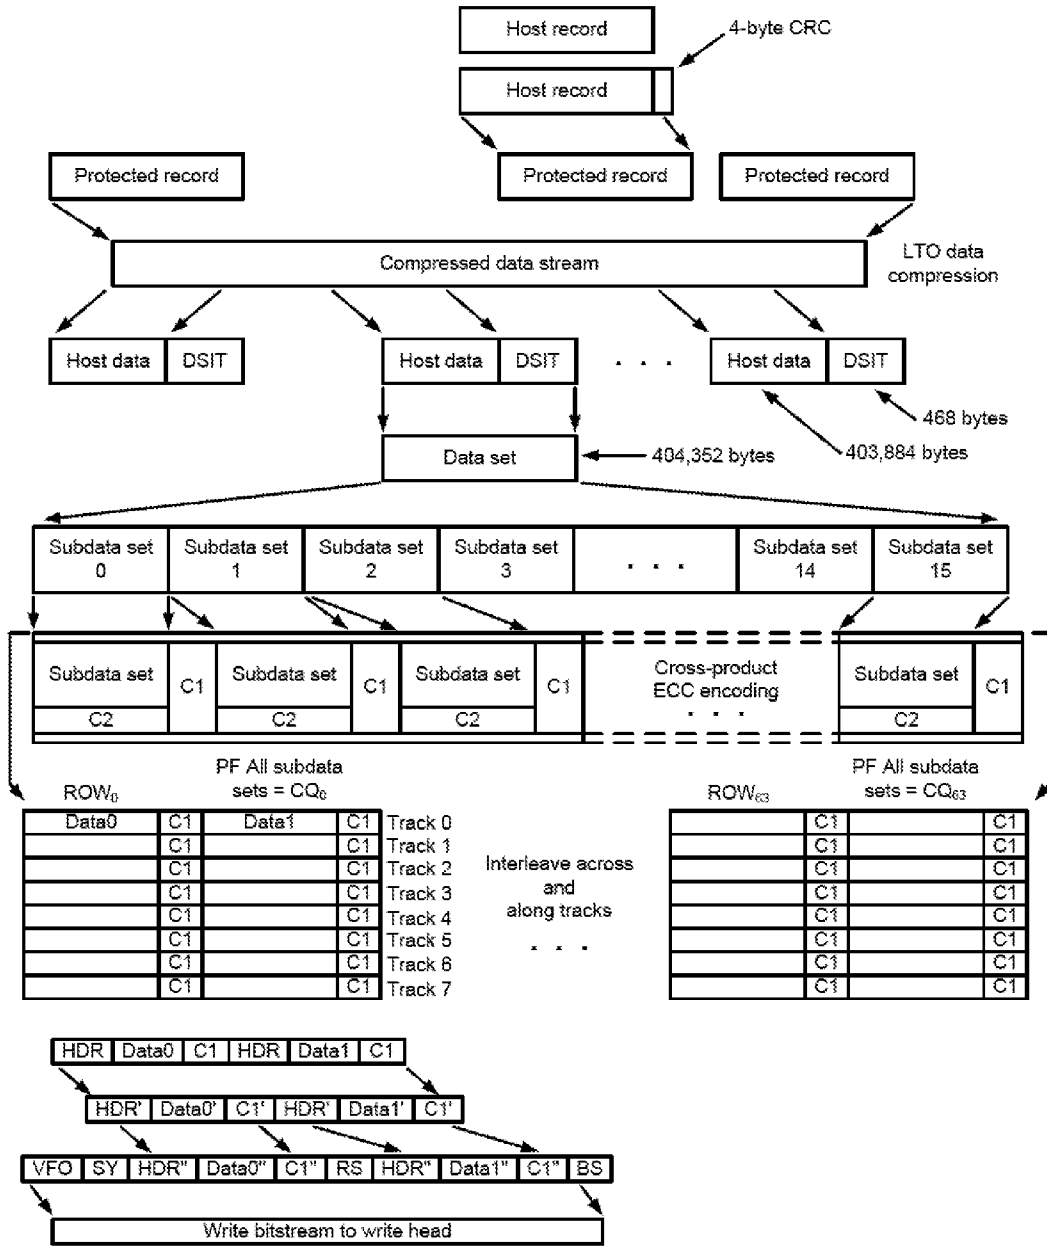 Host record
4-byte CRC
Host record
Protected record
Protected record
Protected record
Compressed data stream
LTO data
compression
Host data
DSIT
Host data
DSIT
. . .
Host data
DSIT
468 bytes
403,884 bytes
404,352 bytes
Data set
Subdata set
0
Subdata set
1
Subdata set
2
Subdata set
3
. . .
Subdata set
14
Subdata set
15
Subdata set
C2
C1
Subdata set
C2
C1
Subdata set
C2
C1
Cross-product
ECC encoding
. . .
Subdata set
C2
C1
ROW₀
PF All subdata
sets = CQ₀
ROW₆₃
PF All subdata
sets = CQ₆₃
Data0 C1 Data1 C1 Track 0
C1 C1 Track 1
C1 C1 Track 2
C1 C1 Track 3
C1 C1 Track 4
C1 C1 Track 5
C1 C1 Track 6
C1 C1 Track 7
Interleave across
and
along tracks
. . .
C1 C1
C1 C1
C1 C1
C1 C1
C1 C1
C1 C1
C1 C1
C1 C1
HDR Data0 C1 HDR Data1 C1
HDR' Data0' C1' HDR' Data1' C1'
VFO SY HDR" Data0" C1" RS HDR" Data1" C1" BS
Write bitstream to write head